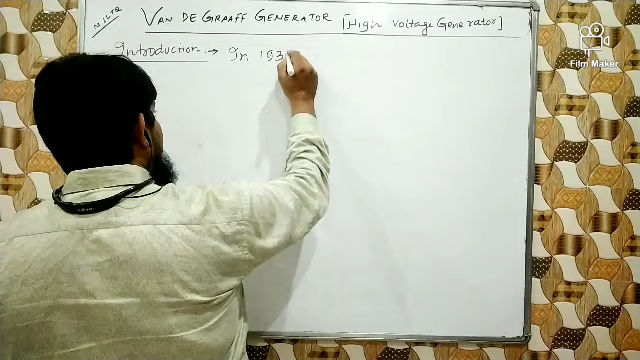 VAN DE GRAAFF GENERATOR [High Voltage Generator]
Introduction → In 193
Film Maker